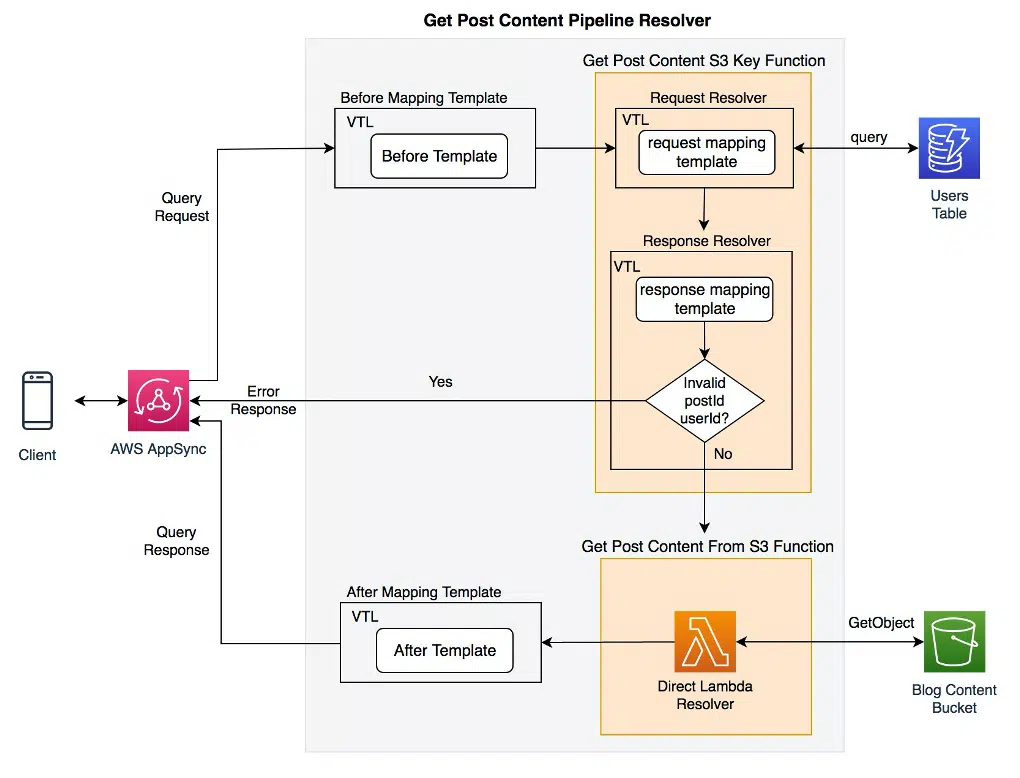 Get Post Content Pipeline Resolver
Get Post Content S3 Key Function
Before Mapping Template
VTL
Before Template
Request Resolver
VTL
request mapping
template
query
Users
Table
Query
Request
Response Resolver
VTL
response mapping
template
Invalid
postId
userId?
Yes
Error
Response
No
Client
AWS AppSync
Query
Response
Get Post Content From S3 Function
After Mapping Template
VTL
After Template
Direct Lambda
Resolver
GetObject
Blog Content
Bucket